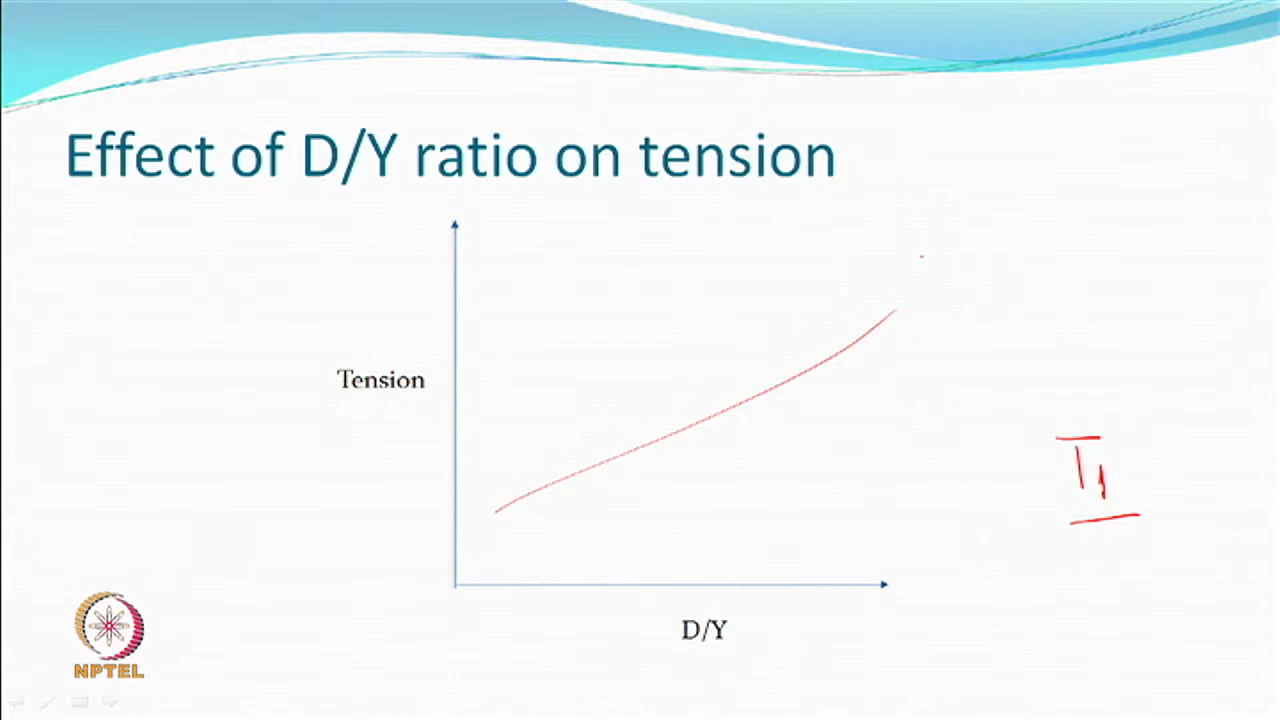 Effect of D/Y ratio on tension
Tension
T1
D/Y
NPTEL